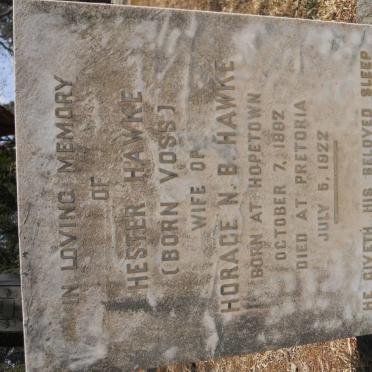 IN LOVING MEMORY
OF
HESTER HAWKE
(BORN VOSS)
WIFE OF
HORACE N. B. HAWKE
BORN AT HOPETOWN
OCTOBER 7, 1882
DIED AT PRETORIA
JULY 5, 1922
HE GIVETH HIS BELOVED SLEEP